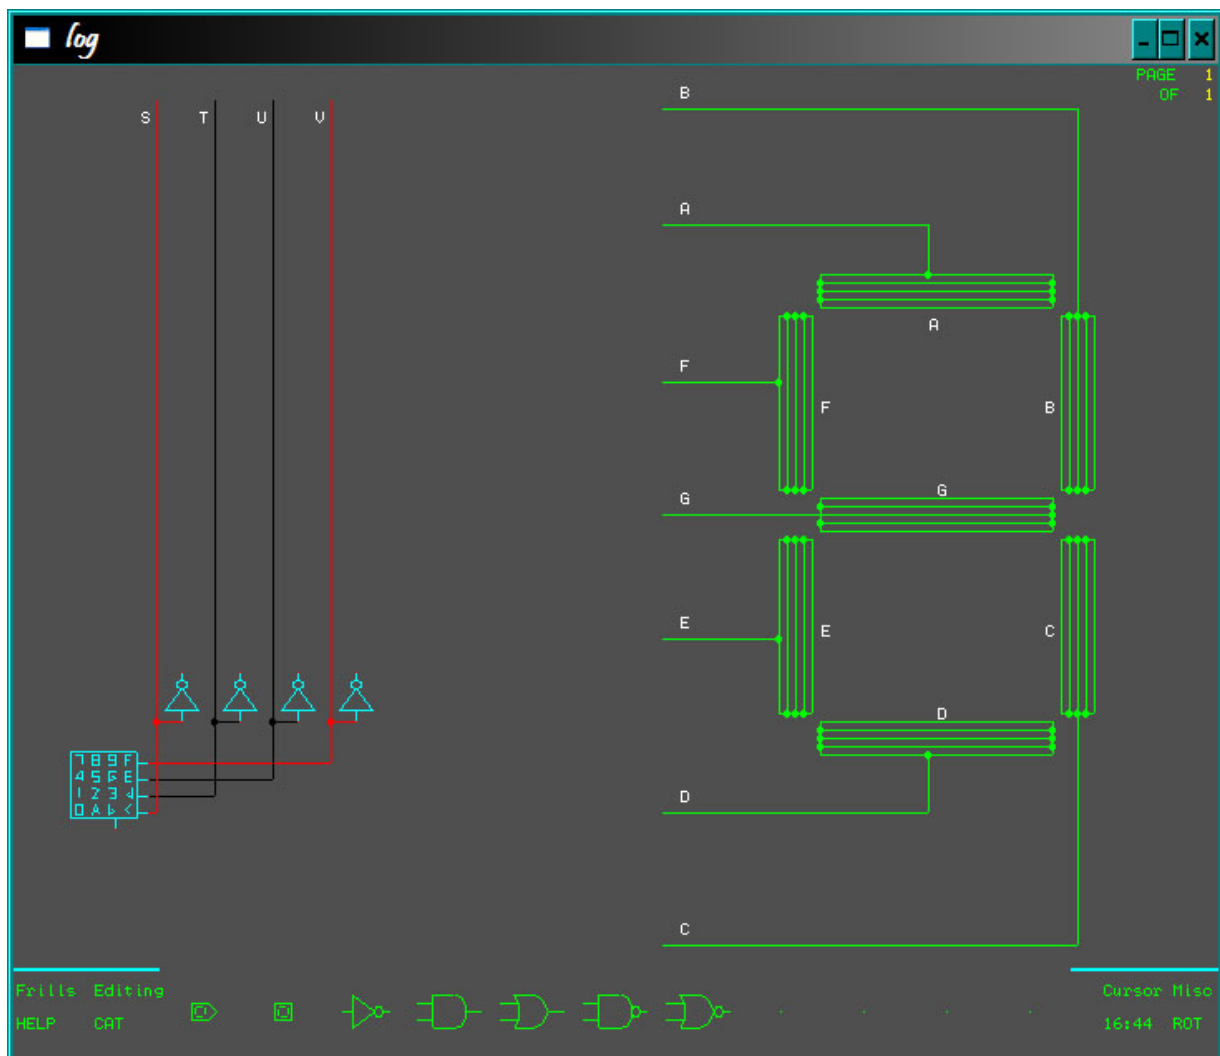 log
PAGE 1
OF 1
S T U V
B
A
A
F
F
B
G
G
E
E
C
D
7 8 9 F
4 5 6 E
1 2 3 d
0 A b C
D
C
Frills Editing
Cursor Misc
HELP CAT
16:44 ROT